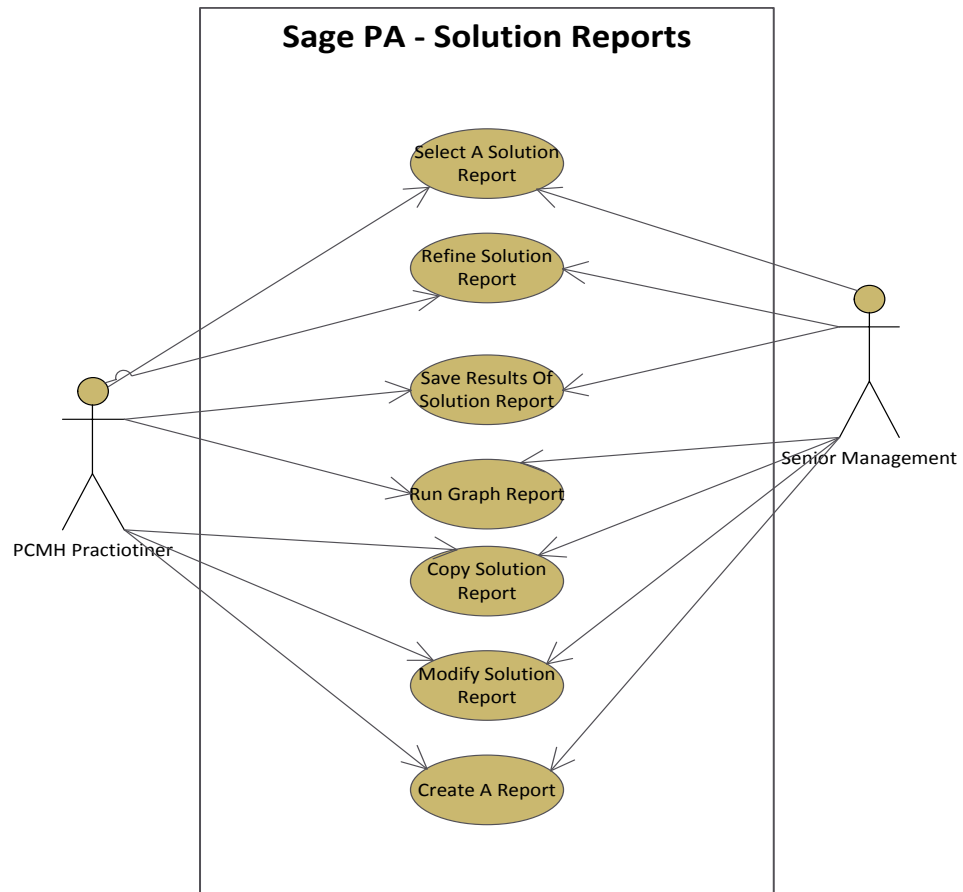 Sage PA - Solution Reports
Select A Solution
Report
Refine Solution
Report
Save Results Of
Solution Report
Run Graph Report
Copy Solution
Report
Modify Solution
Report
Create A Report
PCMH Practiotiner
Senior Management